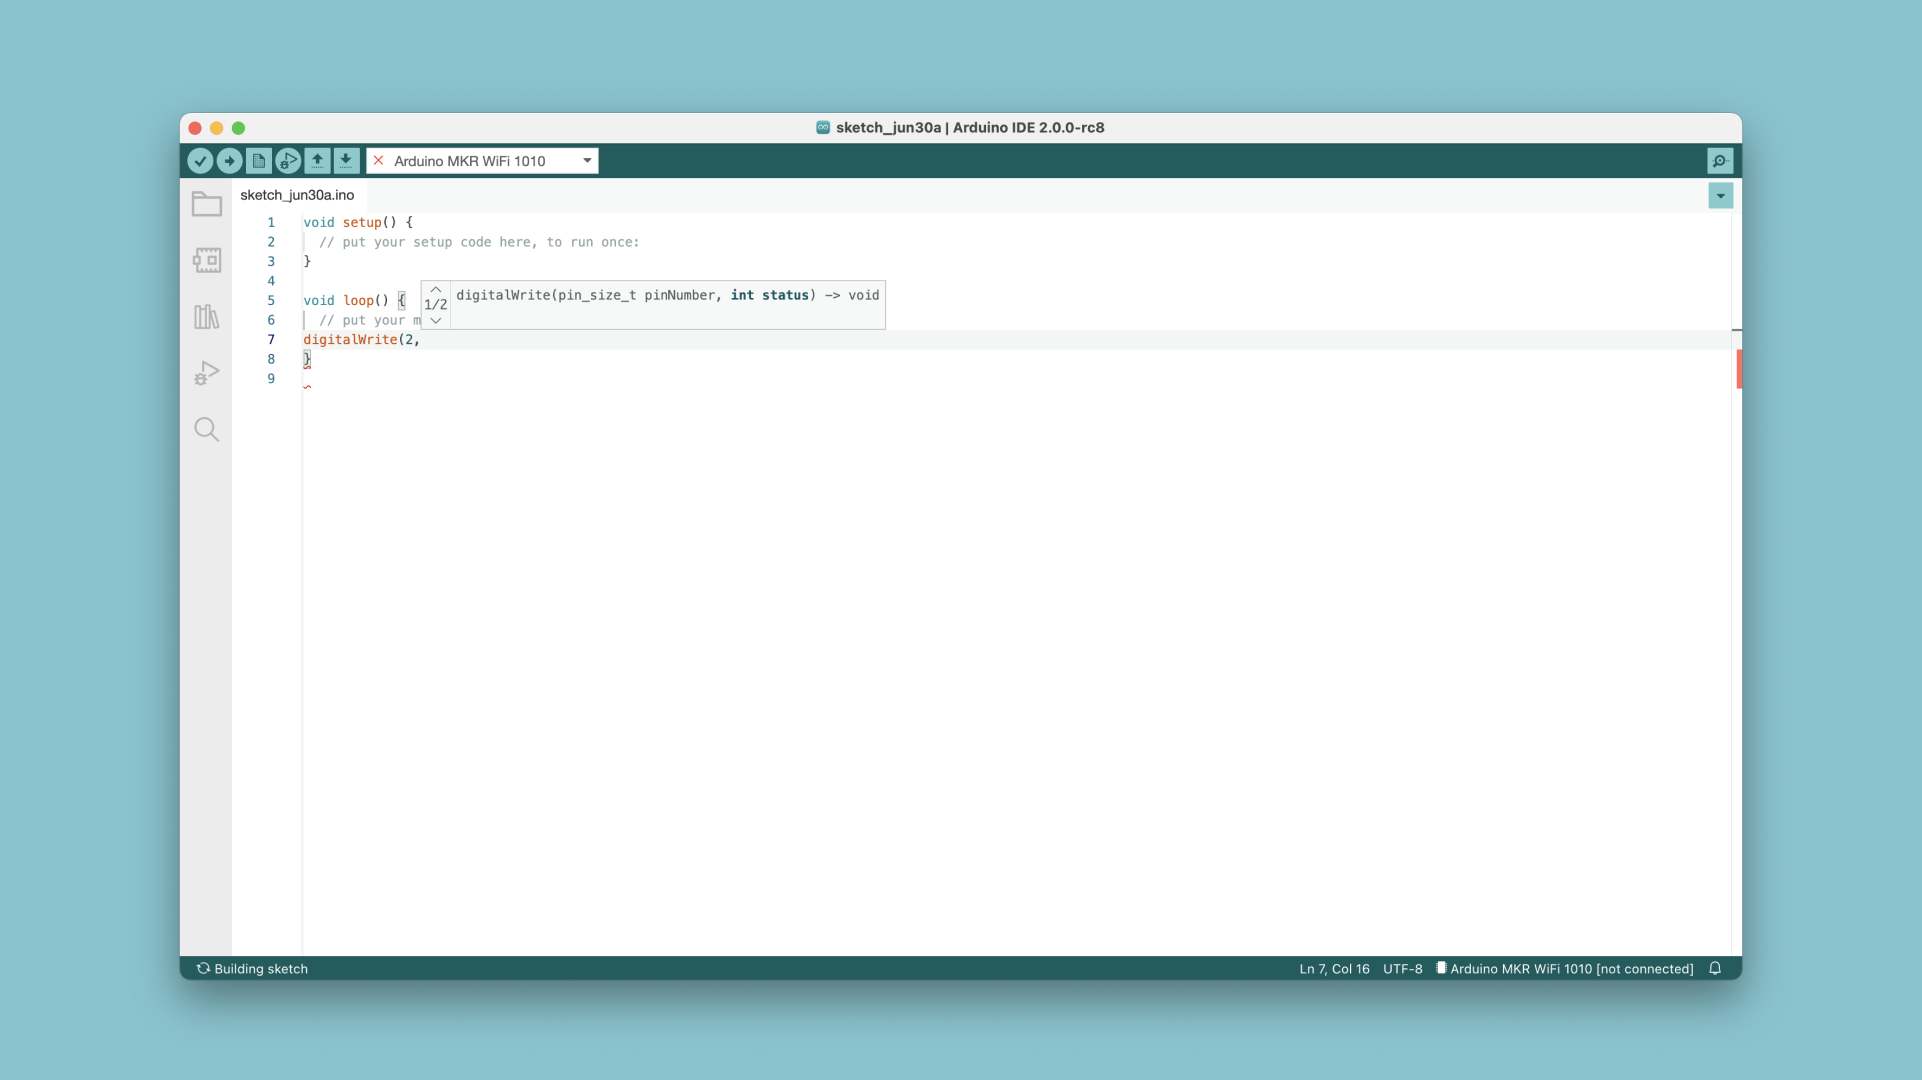 sketch_jun30a | Arduino IDE 2.0.0-rc8
Arduino MKR WiFi 1010
sketch_jun30a.ino
1 void setup() {
2 // put your setup code here, to run once:
3 }
4
1/2 digitalWrite(pin_size_t pinNumber, int status) -> void
5 void loop() {
6 // put your m
7 digitalWrite(2,
8 }
9
Building sketch Ln 7, Col 16 UTF-8 Arduino MKR WiFi 1010 [not connected]